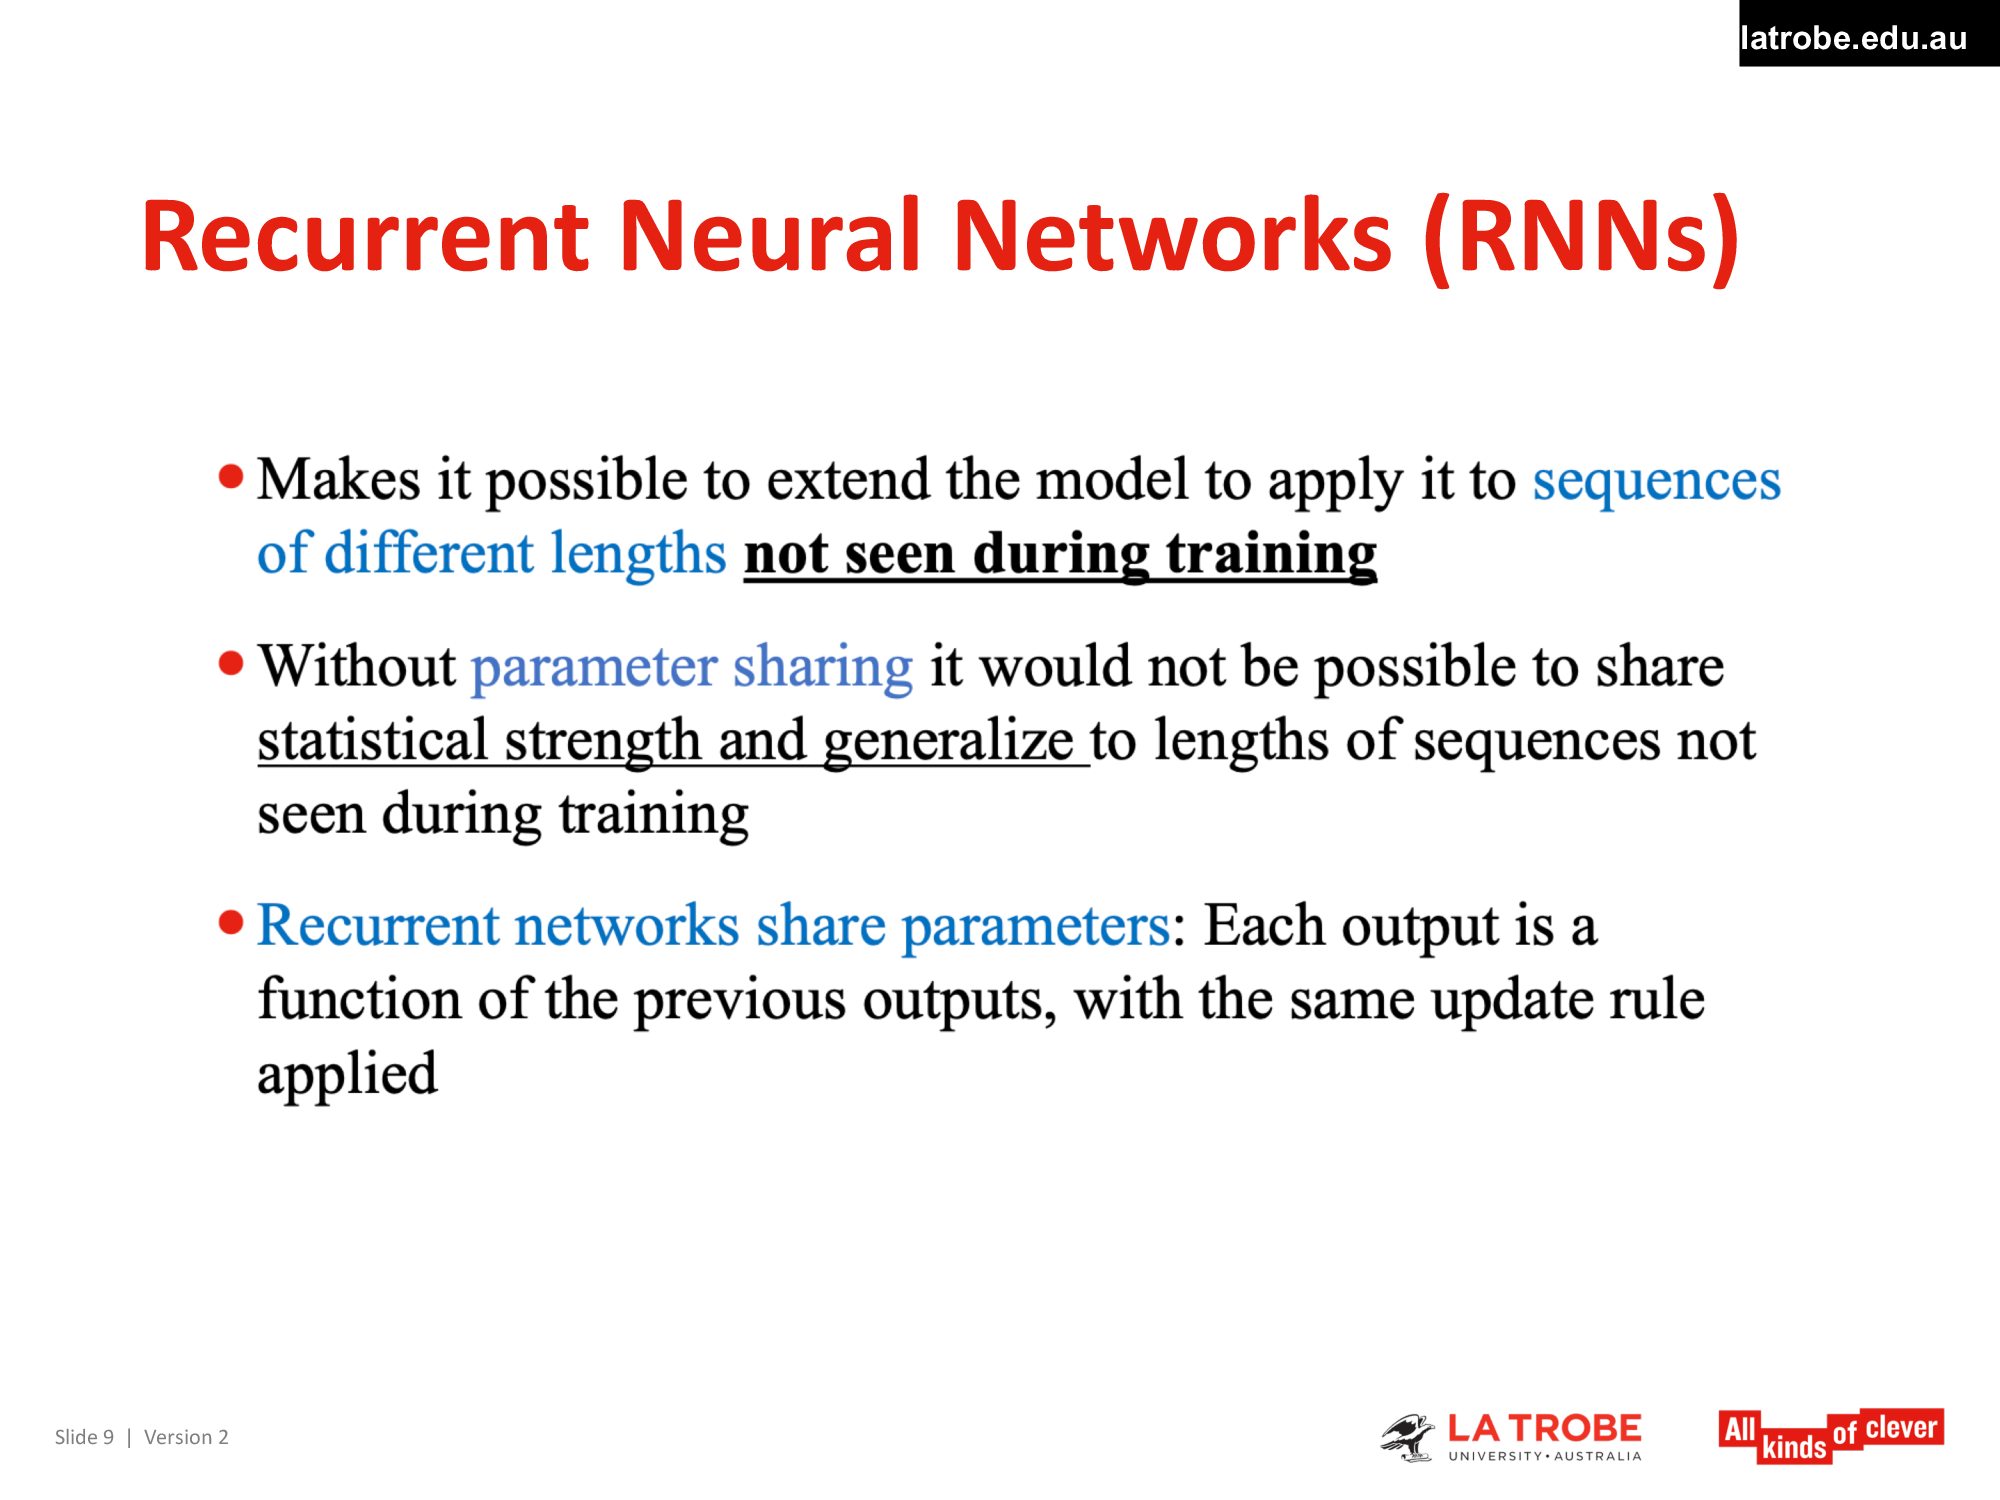 latrobe.edu.au
Recurrent Neural Networks (RNNs)
• Makes it possible to extend the model to apply it to sequences
of different lengths not seen during training
• Without parameter sharing it would not be possible to share
statistical strength and generalize to lengths of sequences not
seen during training
• Recurrent networks share parameters: Each output is a
function of the previous outputs, with the same update rule
applied
Slide 9 | Version 2
LA TROBE
UNIVERSITY • AUSTRALIA
All kinds of clever